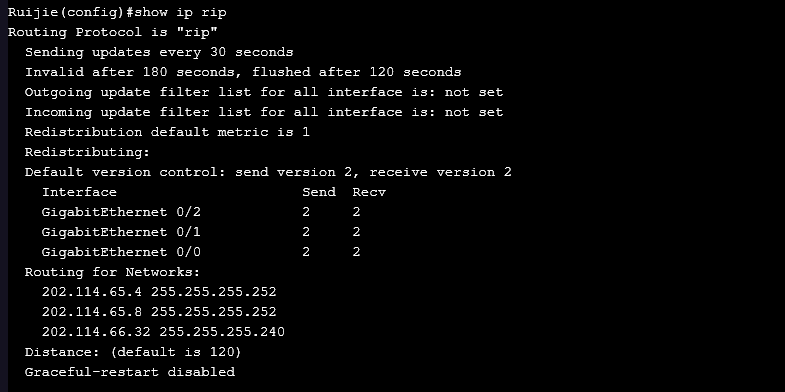 Ruijie(config)#show ip rip
Routing Protocol is "rip"
  Sending updates every 30 seconds
  Invalid after 180 seconds, flushed after 120 seconds
  Outgoing update filter list for all interface is: not set
  Incoming update filter list for all interface is: not set
  Redistribution default metric is 1
  Redistributing:
  Default version control: send version 2, receive version 2
    Interface                      Send  Recv
    GigabitEthernet 0/2            2     2
    GigabitEthernet 0/1            2     2
    GigabitEthernet 0/0            2     2
  Routing for Networks:
    202.114.65.4 255.255.255.252
    202.114.65.8 255.255.255.252
    202.114.66.32 255.255.255.240
  Distance: (default is 120)
  Graceful-restart disabled